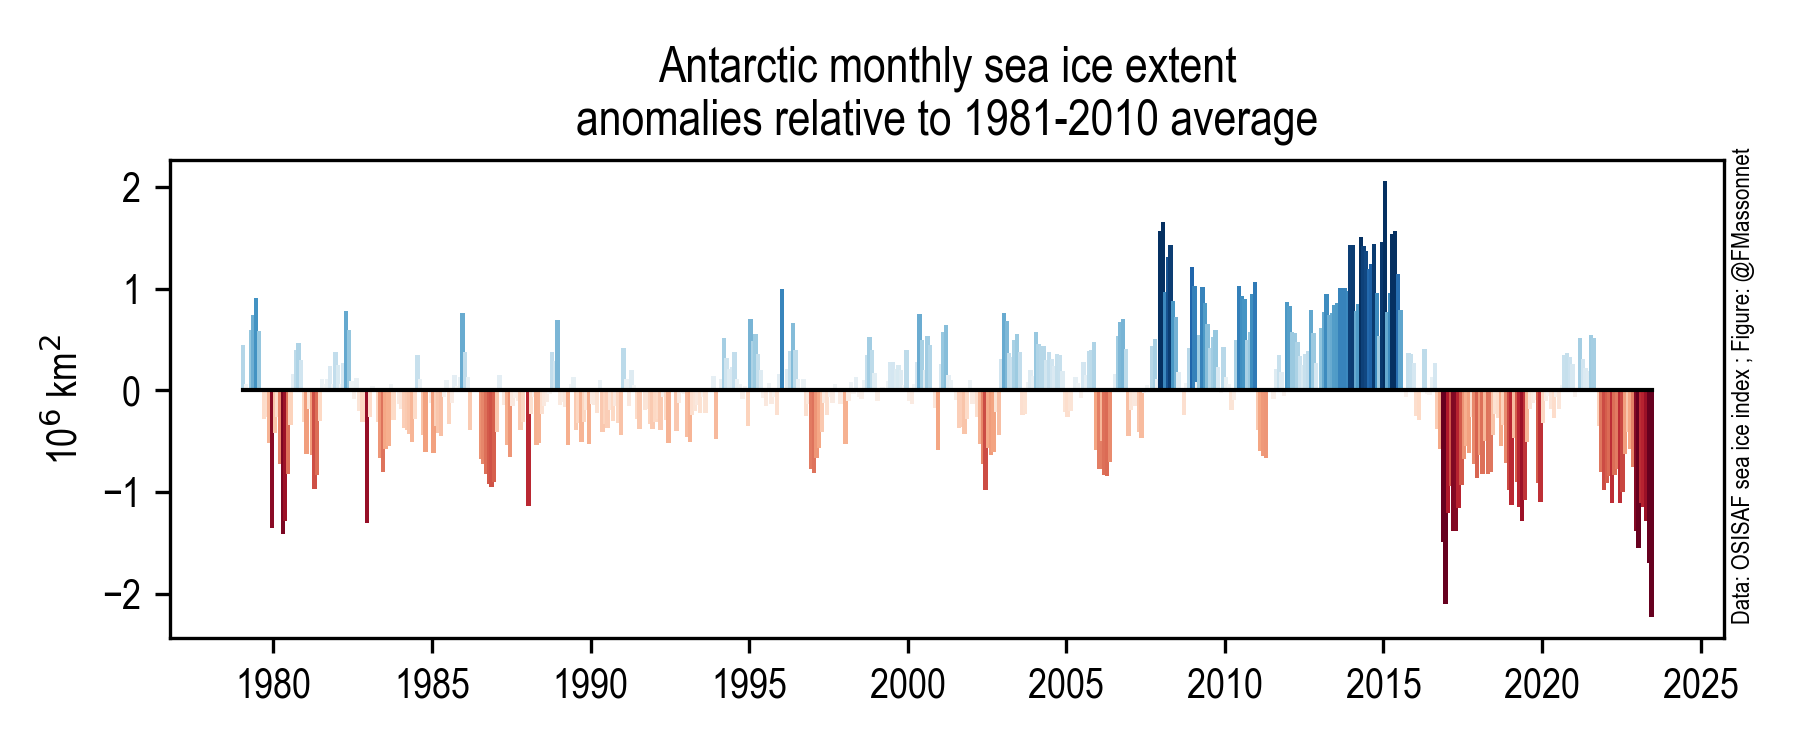 Antarctic monthly sea ice extent
anomalies relative to 1981-2010 average
10⁶ km²
2
1
0
−1
−2
1980 1985 1990 1995 2000 2005 2010 2015 2020 2025
Data: OSISAF sea ice index ; Figure: @FMassonnet